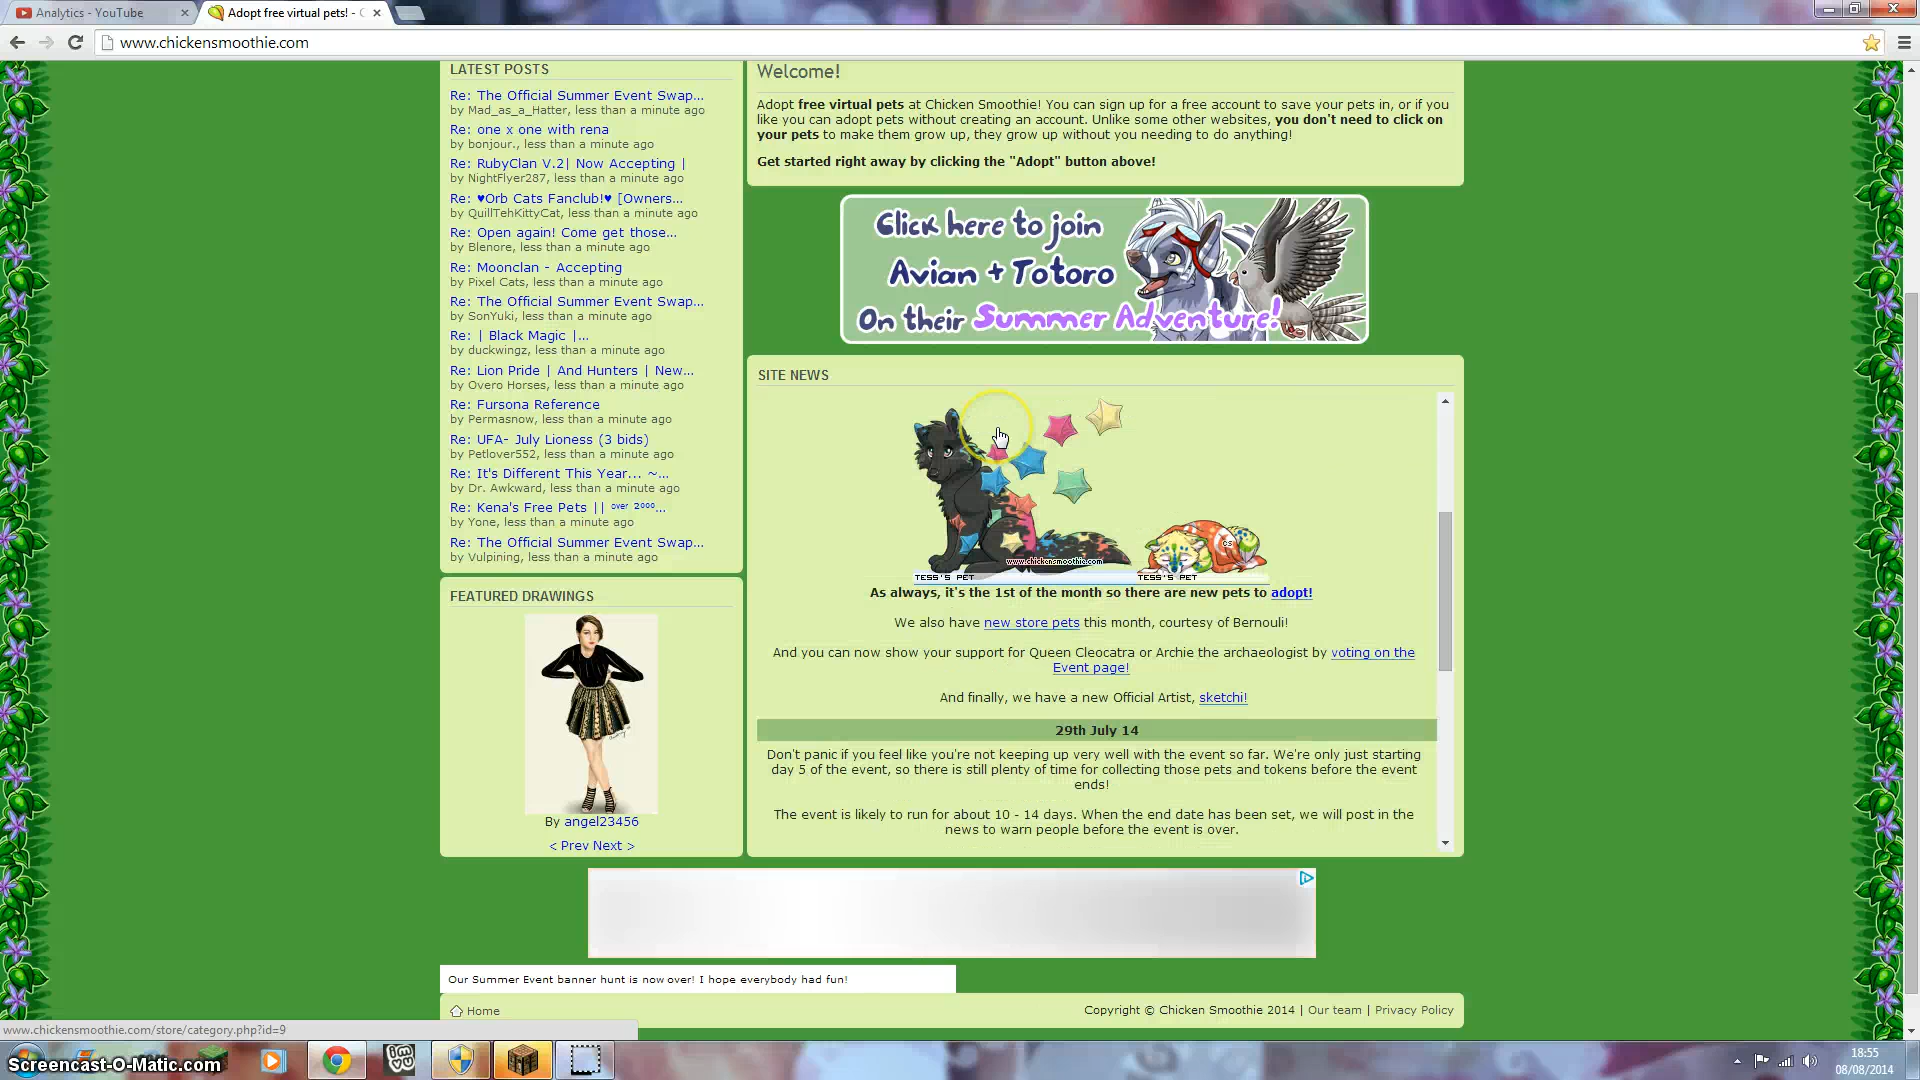 Analytics - YouTube
Adopt free virtual pets! - C
www.chickensmoothie.com
LATEST POSTS
Re: The Official Summer Event Swap...
by Mad_as_a_Hatter, less than a minute ago
Re: one x one with rena
by bonjour., less than a minute ago
Re: RubyClan V.2| Now Accepting |
by NightFlyer287, less than a minute ago
Re: ♥Orb Cats Fanclub!♥ [Owners...
by QuillTehKittyCat, less than a minute ago
Re: Open again! Come get those...
by Blenore, less than a minute ago
Re: Moonclan - Accepting
by Pixel Cats, less than a minute ago
Re: The Official Summer Event Swap...
by SonYuki, less than a minute ago
Re: | Black Magic |...
by duckwingz, less than a minute ago
Re: Lion Pride | And Hunters | New...
by Overo Horses, less than a minute ago
Re: Fursona Reference
by Permasnow, less than a minute ago
Re: UFA- July Lioness (3 bids)
by Petlover552, less than a minute ago
Re: It's Different This Year... ~...
by Dr. Awkward, less than a minute ago
Re: Kena's Free Pets || ᵒᵛᵉʳ ²⁰⁰⁰...
by Yone, less than a minute ago
Re: The Official Summer Event Swap...
by Vulpining, less than a minute ago
FEATURED DRAWINGS
By angel23456
< Prev Next >
Welcome!
Adopt free virtual pets at Chicken Smoothie! You can sign up for a free account to save your pets in, or if you
like you can adopt pets without creating an account. Unlike some other websites, you don't need to click on
your pets to make them grow up, they grow up without you needing to do anything!
Get started right away by clicking the "Adopt" button above!
Click here to join
Avian + Totoro
On their Summer Adventure!
SITE NEWS
CS
www.chickensmoothie.com
TESS'S PET
TESS'S PET
As always, it's the 1st of the month so there are new pets to adopt!
We also have new store pets this month, courtesy of Bernouli!
And you can now show your support for Queen Cleocatra or Archie the archaeologist by voting on the
Event page!
And finally, we have a new Official Artist, sketchi!
29th July 14
Don't panic if you feel like you're not keeping up very well with the event so far. We're only just starting
day 5 of the event, so there is still plenty of time for collecting those pets and tokens before the event
ends!
The event is likely to run for about 10 - 14 days. When the end date has been set, we will post in the
news to warn people before the event is over.
Our Summer Event banner hunt is now over! I hope everybody had fun!
Home
Copyright © Chicken Smoothie 2014 | Our team | Privacy Policy
www.chickensmoothie.com/store/category.php?id=9
Screencast-O-Matic.com
imvu
18:55
08/08/2014